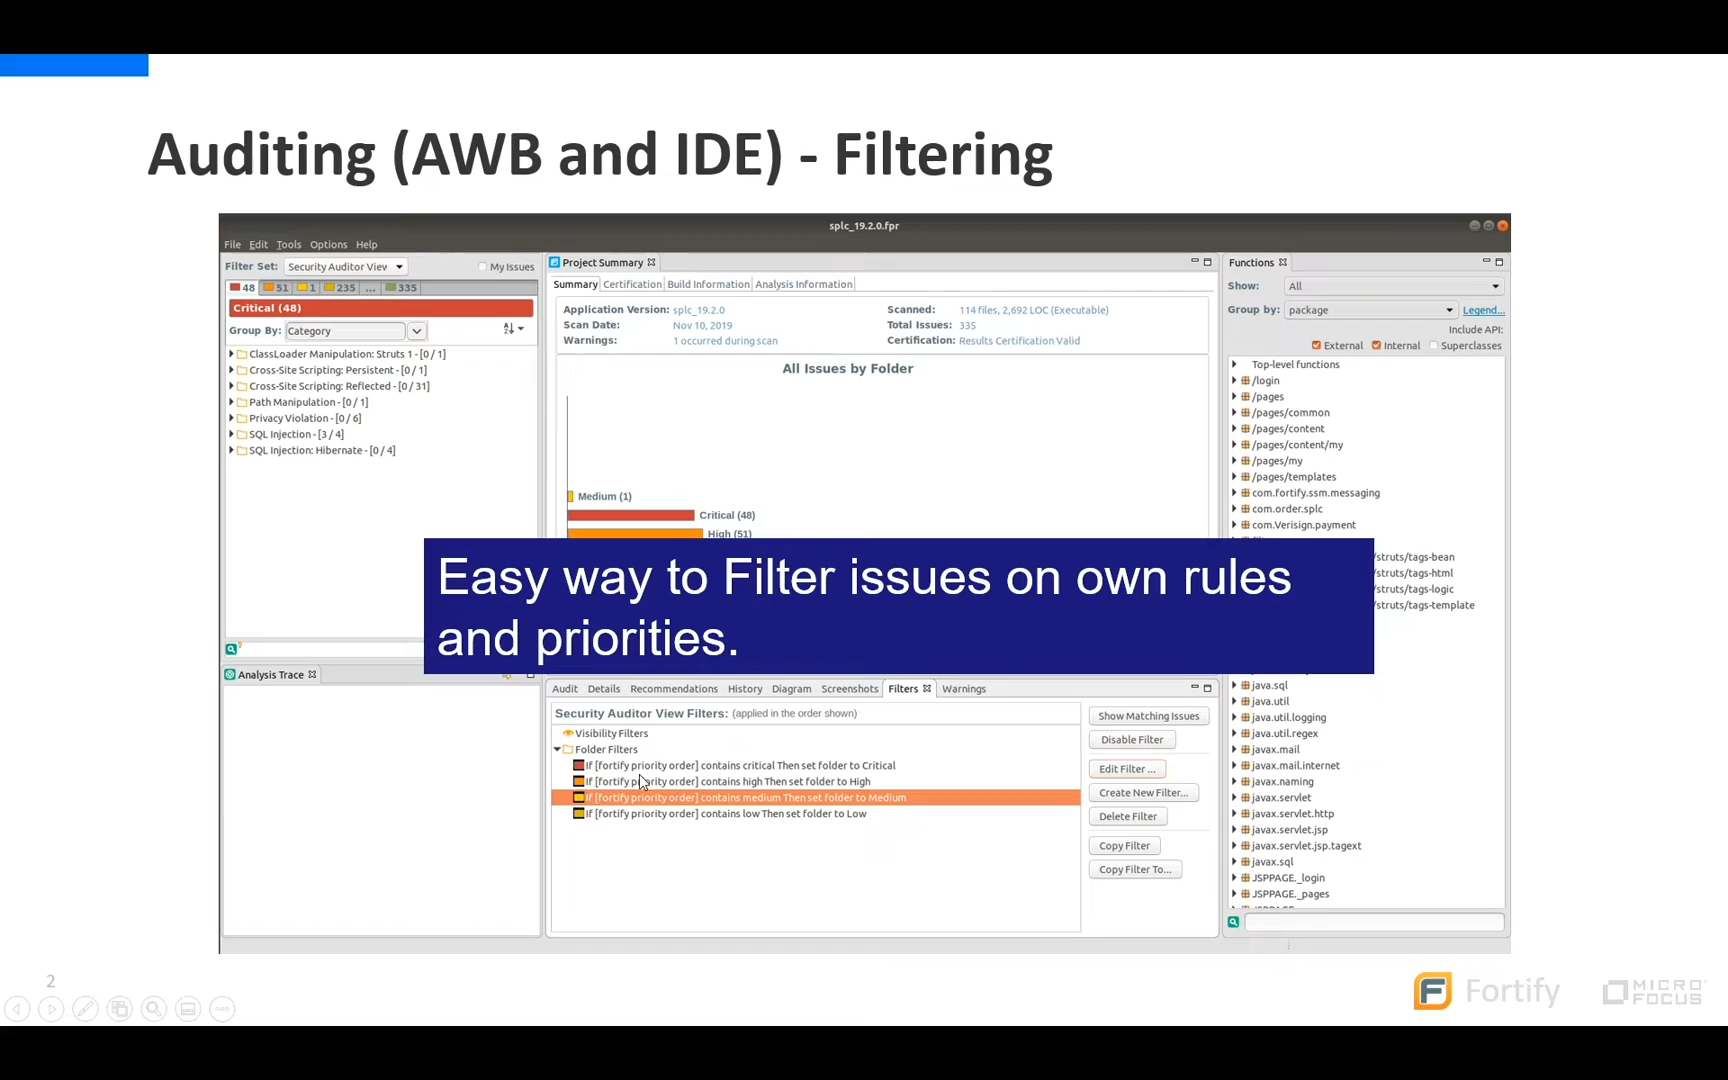 Auditing (AWB and IDE) - Filtering
splc_19.2.0.fpr
File Edit Tools Options Help
Filter Set: Security Auditor View My Issues
48 51 1 235 ... 335
Critical (48)
Group By: Category
ClassLoader Manipulation: Struts 1 - [0 / 1]
Cross-Site Scripting: Persistent - [0 / 1]
Cross-Site Scripting: Reflected - [0 / 31]
Path Manipulation - [0 / 1]
Privacy Violation - [0 / 6]
SQL Injection - [3 / 4]
SQL Injection: Hibernate - [0 / 4]
Analysis Trace
Project Summary
Summary Certification Build Information Analysis Information
Application Version: splc_19.2.0 Scanned: 114 files, 2,692 LOC (Executable)
Scan Date: Nov 10, 2019 Total Issues: 335
Warnings: 1 occurred during scan Certification: Results Certification Valid
All Issues by Folder
Medium (1)
Critical (48)
High (51)
Easy way to Filter issues on own rules
and priorities.
Audit Details Recommendations History Diagram Screenshots Filters Warnings
Security Auditor View Filters: (applied in the order shown)
Visibility Filters
Folder Filters
If [fortify priority order] contains critical Then set folder to Critical
If [fortify priority order] contains high Then set folder to High
If [fortify priority order] contains medium Then set folder to Medium
If [fortify priority order] contains low Then set folder to Low
Show Matching Issues
Disable Filter
Edit Filter ...
Create New Filter...
Delete Filter
Copy Filter
Copy Filter To...
Functions
Show: All
Group by: package Legend...
Include API:
External Internal Superclasses
Top-level functions
/login
/pages
/pages/common
/pages/content
/pages/content/my
/pages/my
/pages/templates
com.fortify.ssm.messaging
com.order.splc
com.Verisign.payment
/struts/tags-bean
/struts/tags-html
/struts/tags-logic
/struts/tags-template
java.sql
java.util
java.util.logging
java.util.regex
javax.mail
javax.mail.internet
javax.naming
javax.servlet
javax.servlet.http
javax.servlet.jsp
javax.servlet.jsp.tagext
javax.sql
JSPPAGE._login
JSPPAGE._pages
2
Fortify
MICRO
FOCUS